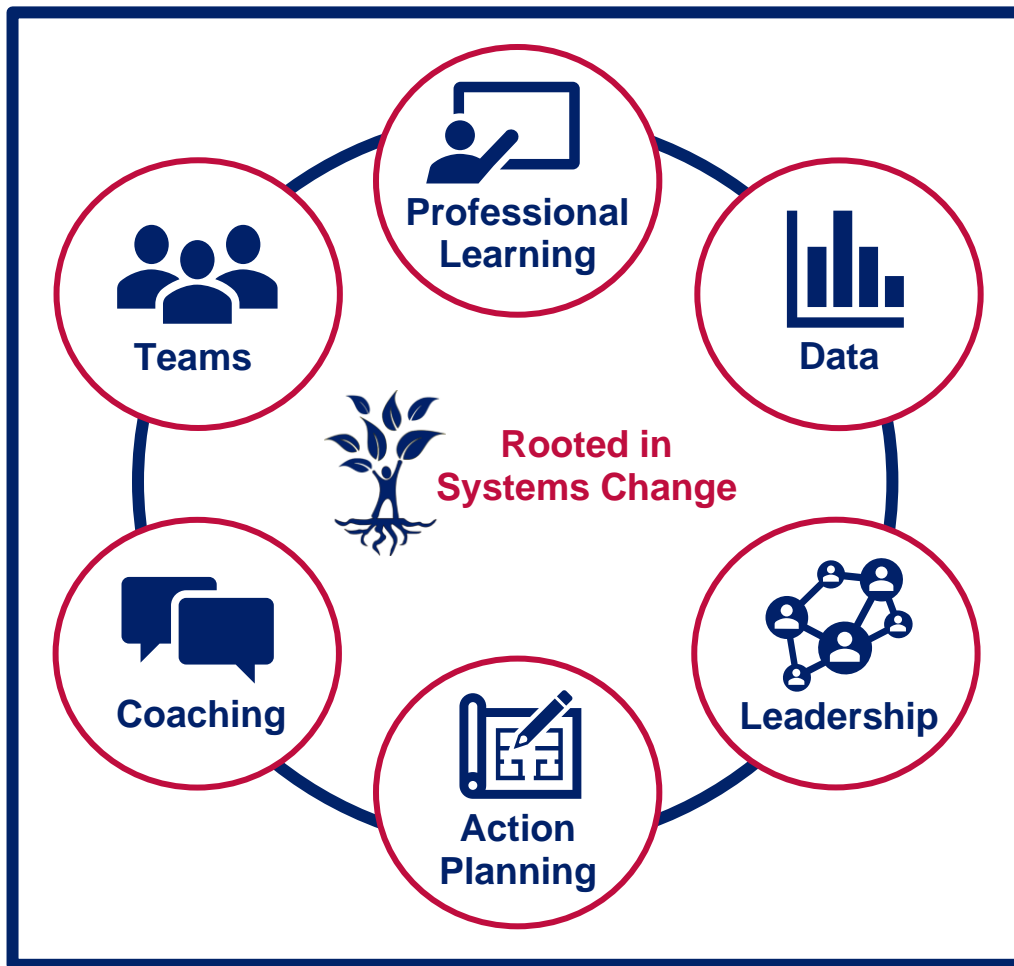 Professional
Learning
Teams
Data
Rooted in
Systems Change
Coaching
Leadership
Action
Planning